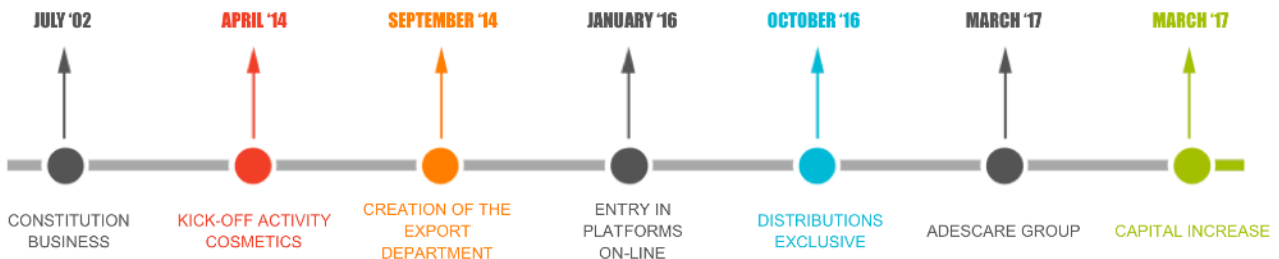 JULY ‘02
APRIL ‘14
SEPTEMBER ‘14
JANUARY ‘16
OCTOBER ‘16
MARCH ‘17
MARCH ‘17
CONSTITUTION
BUSINESS
KICK-OFF ACTIVITY
COSMETICS
CREATION OF THE
EXPORT
DEPARTMENT
ENTRY IN
PLATFORMS
ON-LINE
DISTRIBUTIONS
EXCLUSIVE
ADESCARE GROUP
CAPITAL INCREASE